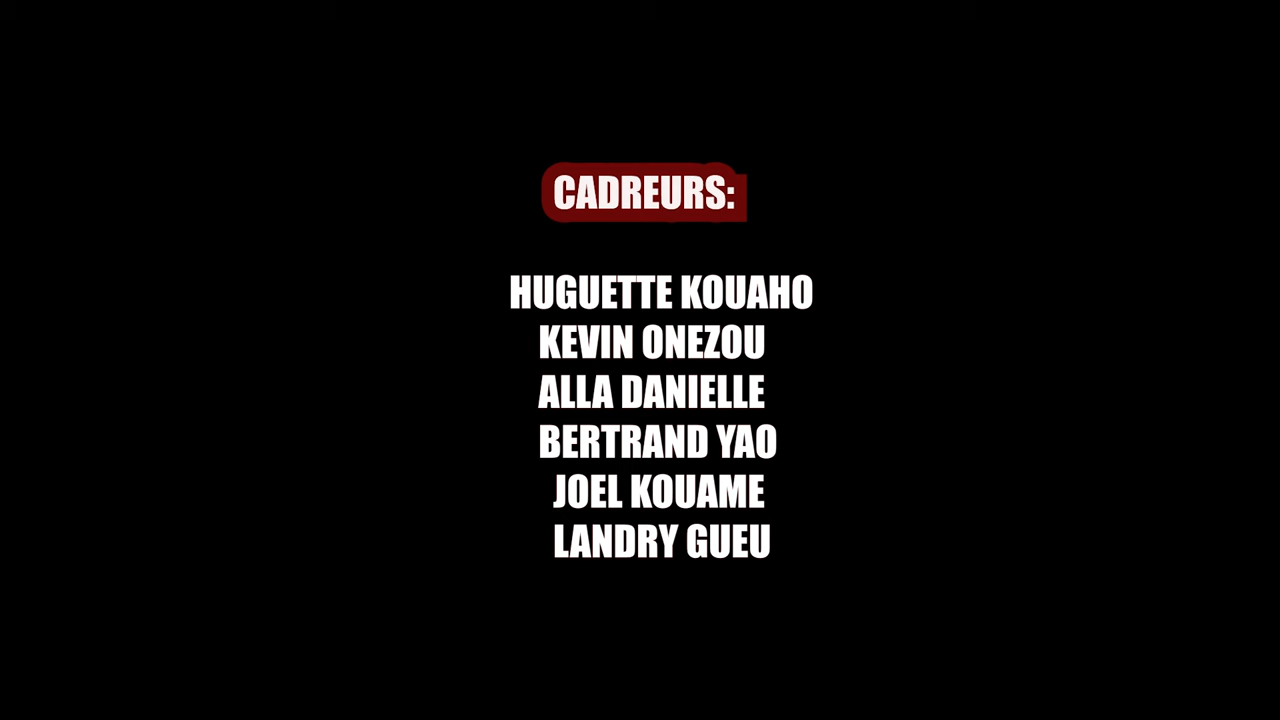 CADREURS:
HUGUETTE KOUAHO
KEVIN ONEZOU
ALLA DANIELLE
BERTRAND YAO
JOEL KOUAME
LANDRY GUEU